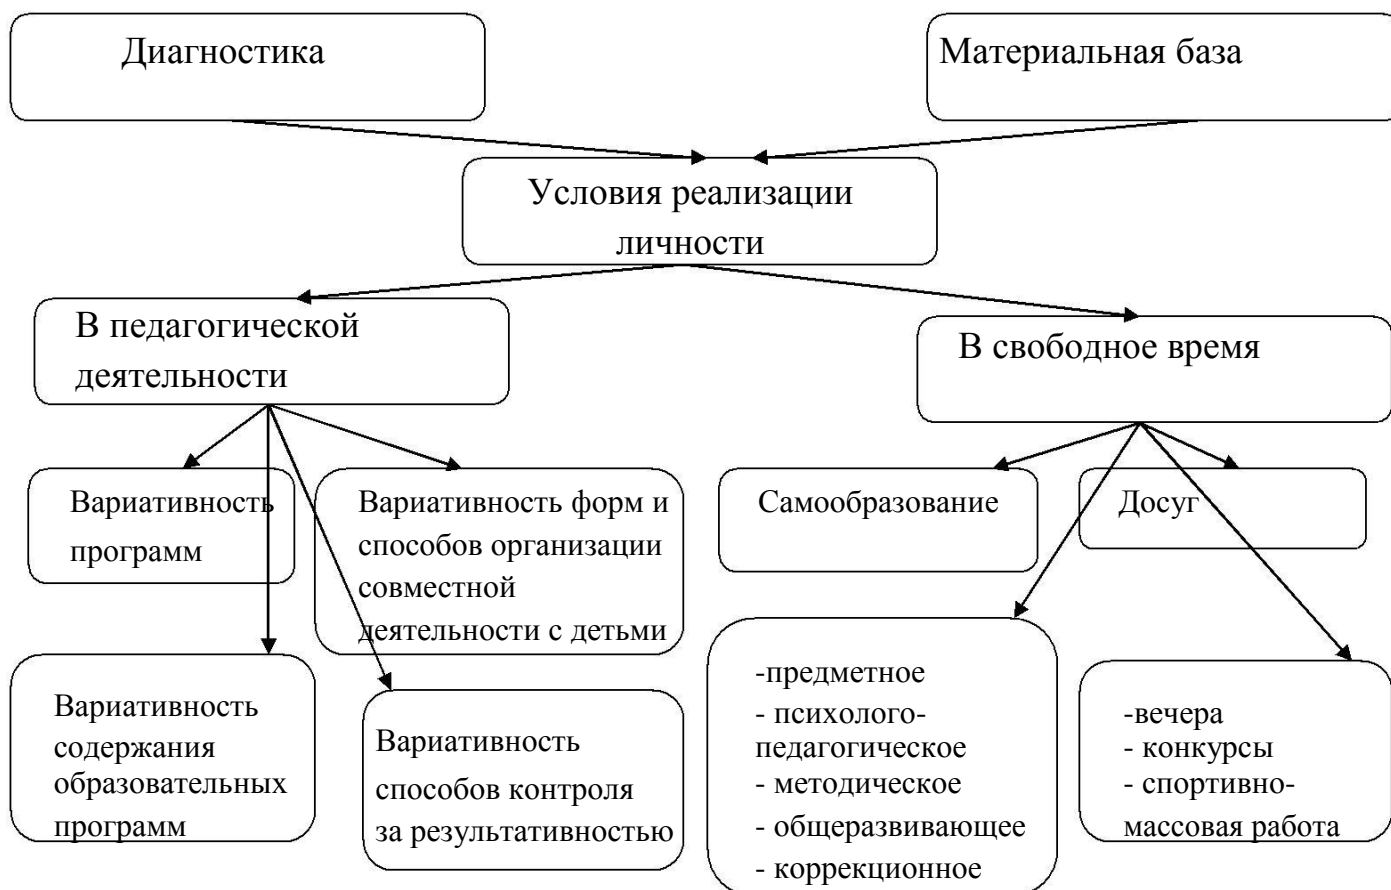 Диагностика
Материальная база
Условия реализации
личности
В педагогической
деятельности
В свободное время
Вариативность
программ
Вариативность форм и
способов организации
совместной
деятельности с детьми
Самообразование
Досуг
Вариативность
содержания
образовательных
программ
Вариативность
способов контроля
за результативностью
-предметное
- психолого-
педагогическое
- методическое
- общеразвивающее
- коррекционное
-вечера
- конкурсы
- спортивно-
массовая работа